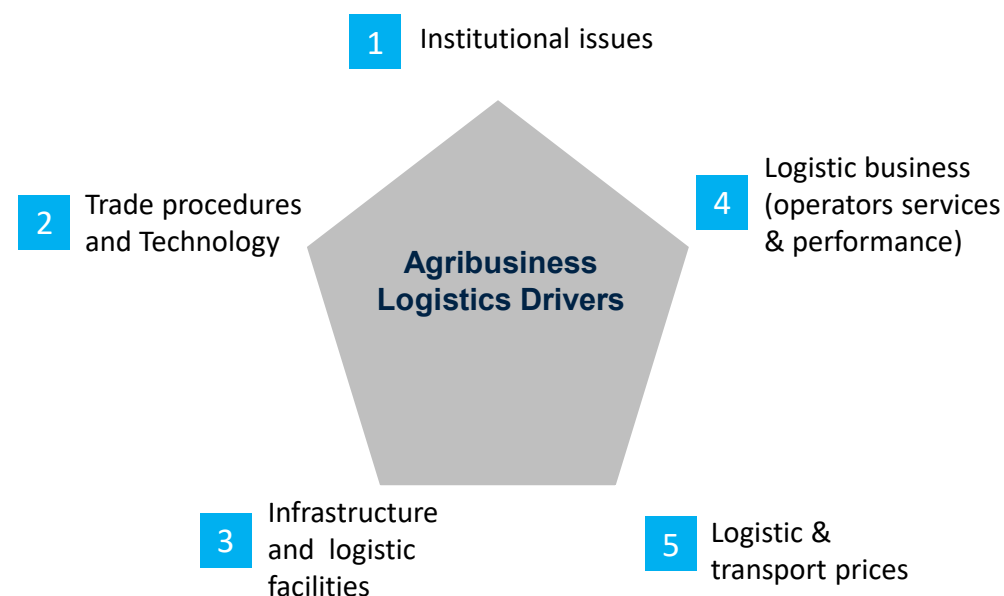 1
Institutional issues
2
Trade procedures
and Technology
Agribusiness
Logistics Drivers
4
Logistic business
(operators services
& performance)
3
Infrastructure
and logistic
facilities
5
Logistic &
transport prices